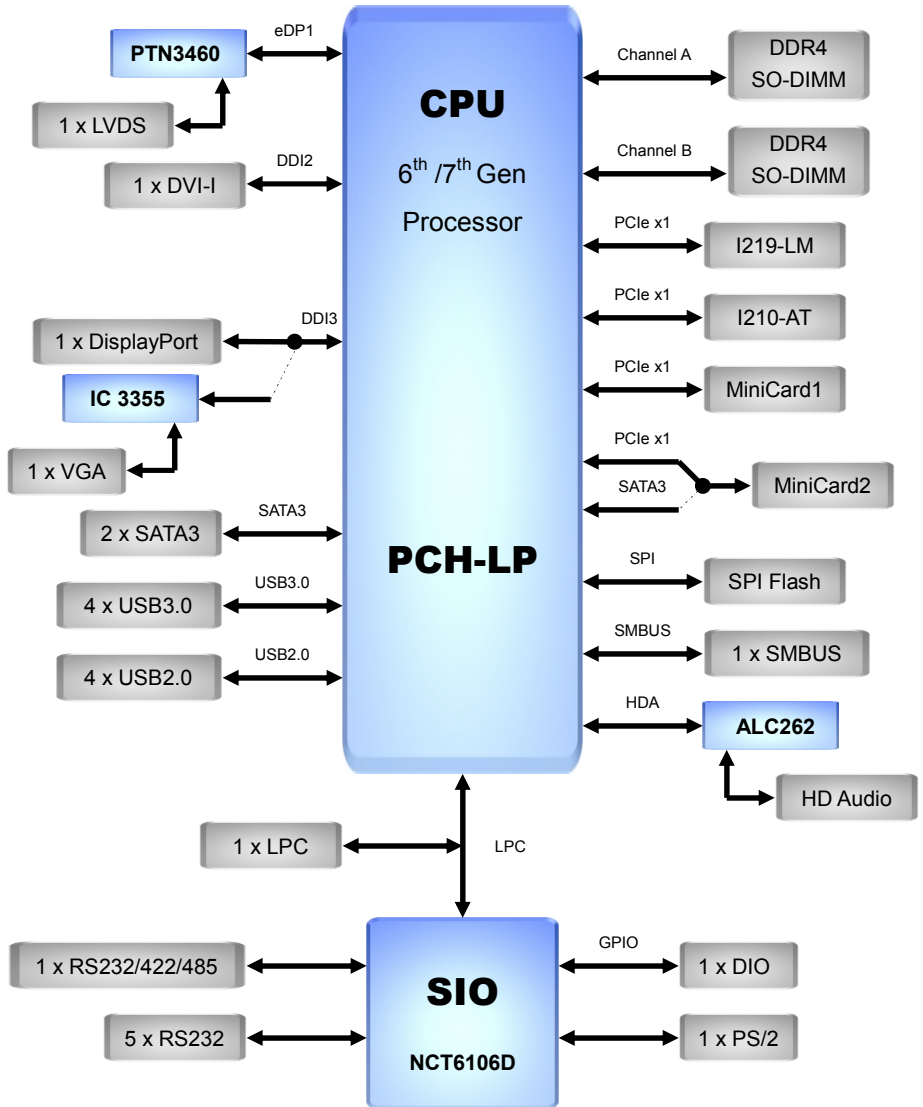 eDP1
PTN3460
1 x LVDS
DDI2
1 x DVI-I
DDI3
1 x DisplayPort
IC 3355
1 x VGA
SATA3
2 x SATA3
USB3.0
4 x USB3.0
USB2.0
4 x USB2.0
CPU
6th /7th Gen
Processor
PCH-LP
Channel A
DDR4
SO-DIMM
Channel B
DDR4
SO-DIMM
PCIe x1
I219-LM
PCIe x1
I210-AT
PCIe x1
MiniCard1
PCIe x1
SATA3
MiniCard2
SPI
SPI Flash
SMBUS
1 x SMBUS
HDA
ALC262
HD Audio
1 x LPC
LPC
1 x RS232/422/485
5 x RS232
SIO
NCT6106D
GPIO
1 x DIO
1 x PS/2